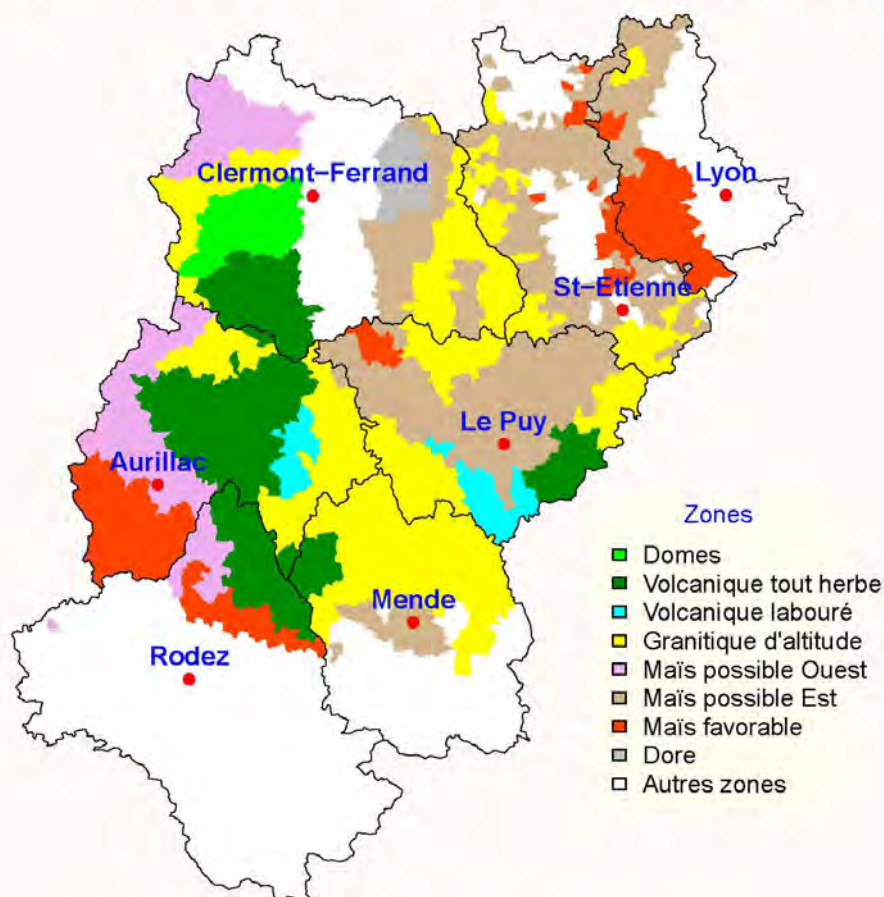 Clermont-Ferrand
Lyon
St-Etienne
Le Puy
Aurillac
Mende
Rodez
Zones
Domes
Volcanique tout herbe
Volcanique labouré
Granitique d'altitude
Maïs possible Ouest
Maïs possible Est
Maïs favorable
Dore
Autres zones